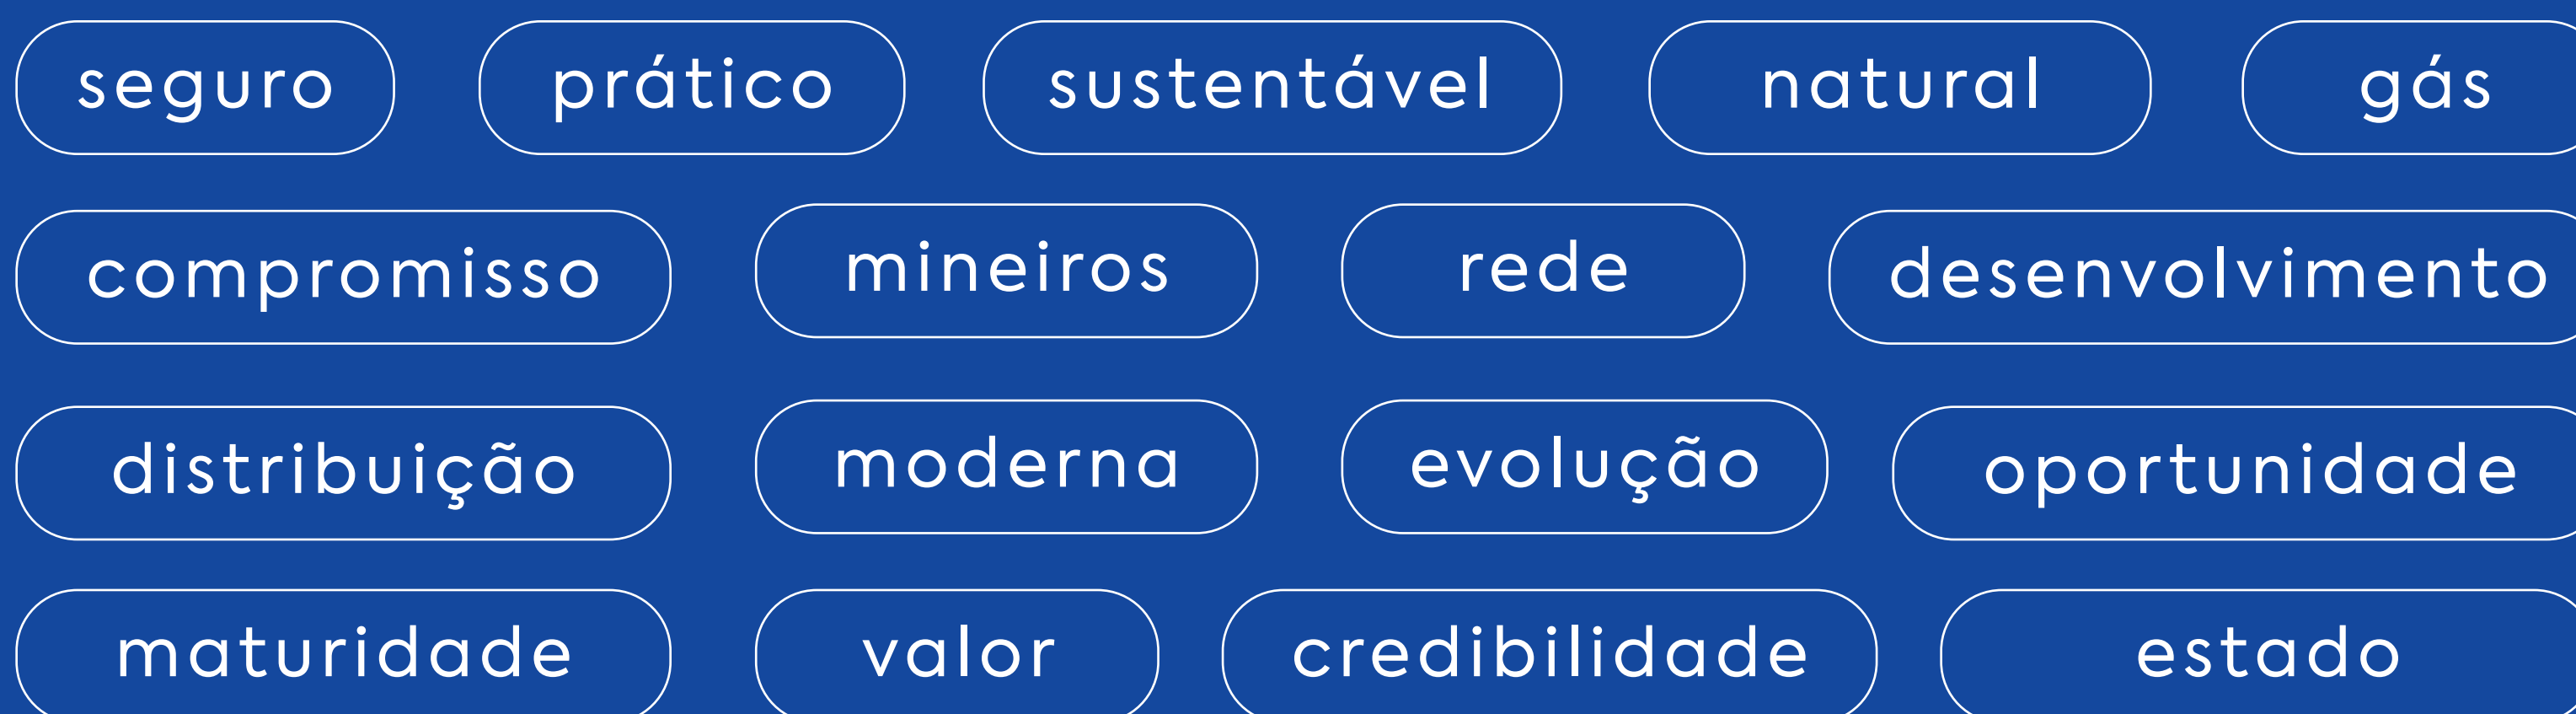 seguro prático sustentável natural gás
compromisso mineiros rede desenvolvimento
distribuição moderna evolução oportunidade
maturidade valor credibilidade estado